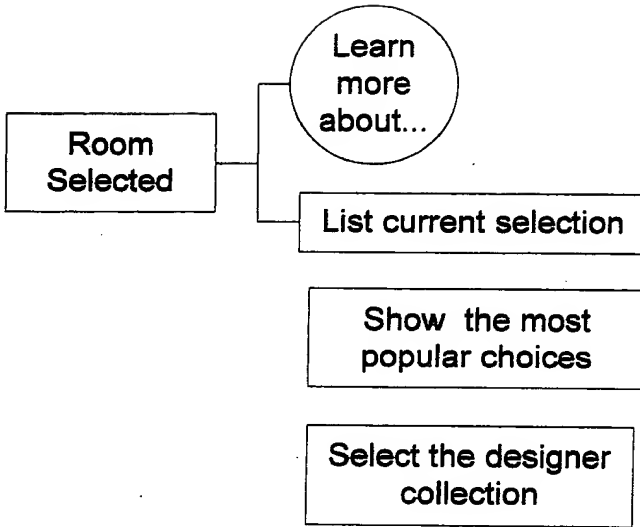 Learn
more
about...
Room
Selected
List current selection
Show the most
popular choices
Select the designer
collection